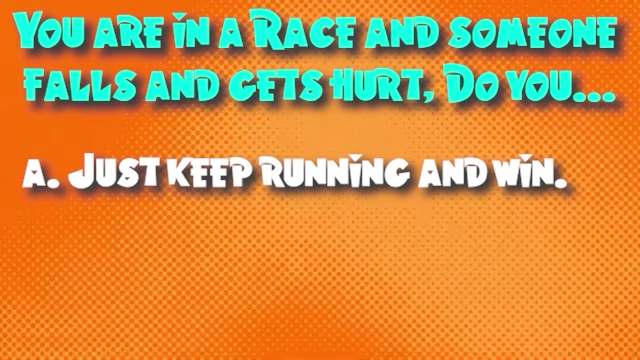 You are in a Race and someone
Falls and gets Hurt, Do you...
a. Just keep running and win.